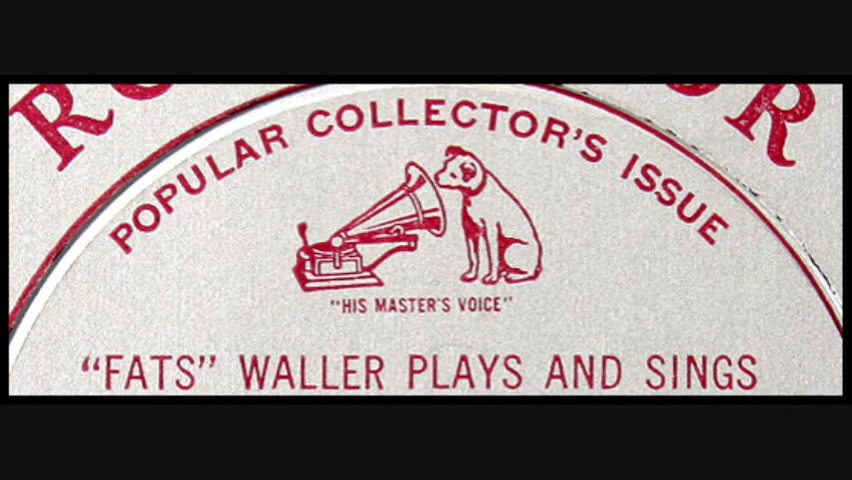 POPULAR COLLECTOR'S ISSUE
"HIS MASTER'S VOICE"
"FATS" WALLER PLAYS AND SINGS